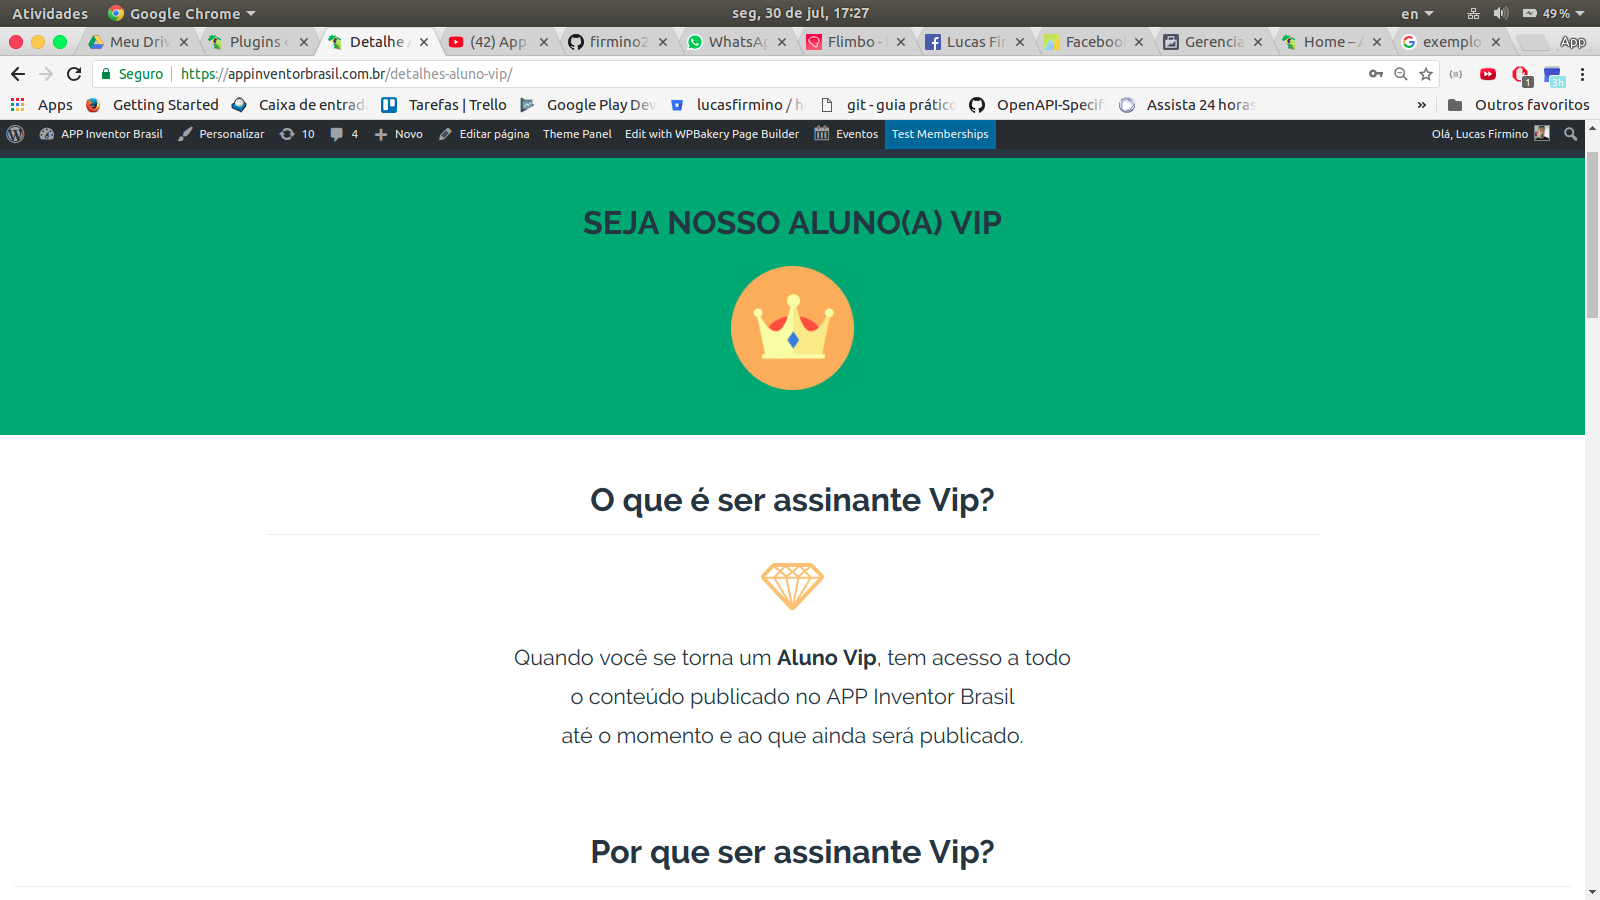 Atividades Google Chrome seg, 30 de jul, 17:27 en 49 %
Meu Driv Plugins Detalhe (42) App firmino2 WhatsAp Flimbo - Lucas Fir Facebook Gerencia Home – A exemplo App
Seguro https://appinventorbrasil.com.br/detalhes-aluno-vip/
Apps Getting Started Caixa de entrad Tarefas | Trello Google Play Dev lucasfirmino / h git - guia prático OpenAPI-Specif Assista 24 horas » Outros favoritos
APP Inventor Brasil Personalizar 10 4 Novo Editar página Theme Panel Edit with WPBakery Page Builder Eventos Test Memberships Olá, Lucas Firmino
SEJA NOSSO ALUNO(A) VIP
O que é ser assinante Vip?
Quando você se torna um Aluno Vip, tem acesso a todo
o conteúdo publicado no APP Inventor Brasil
até o momento e ao que ainda será publicado.
Por que ser assinante Vip?